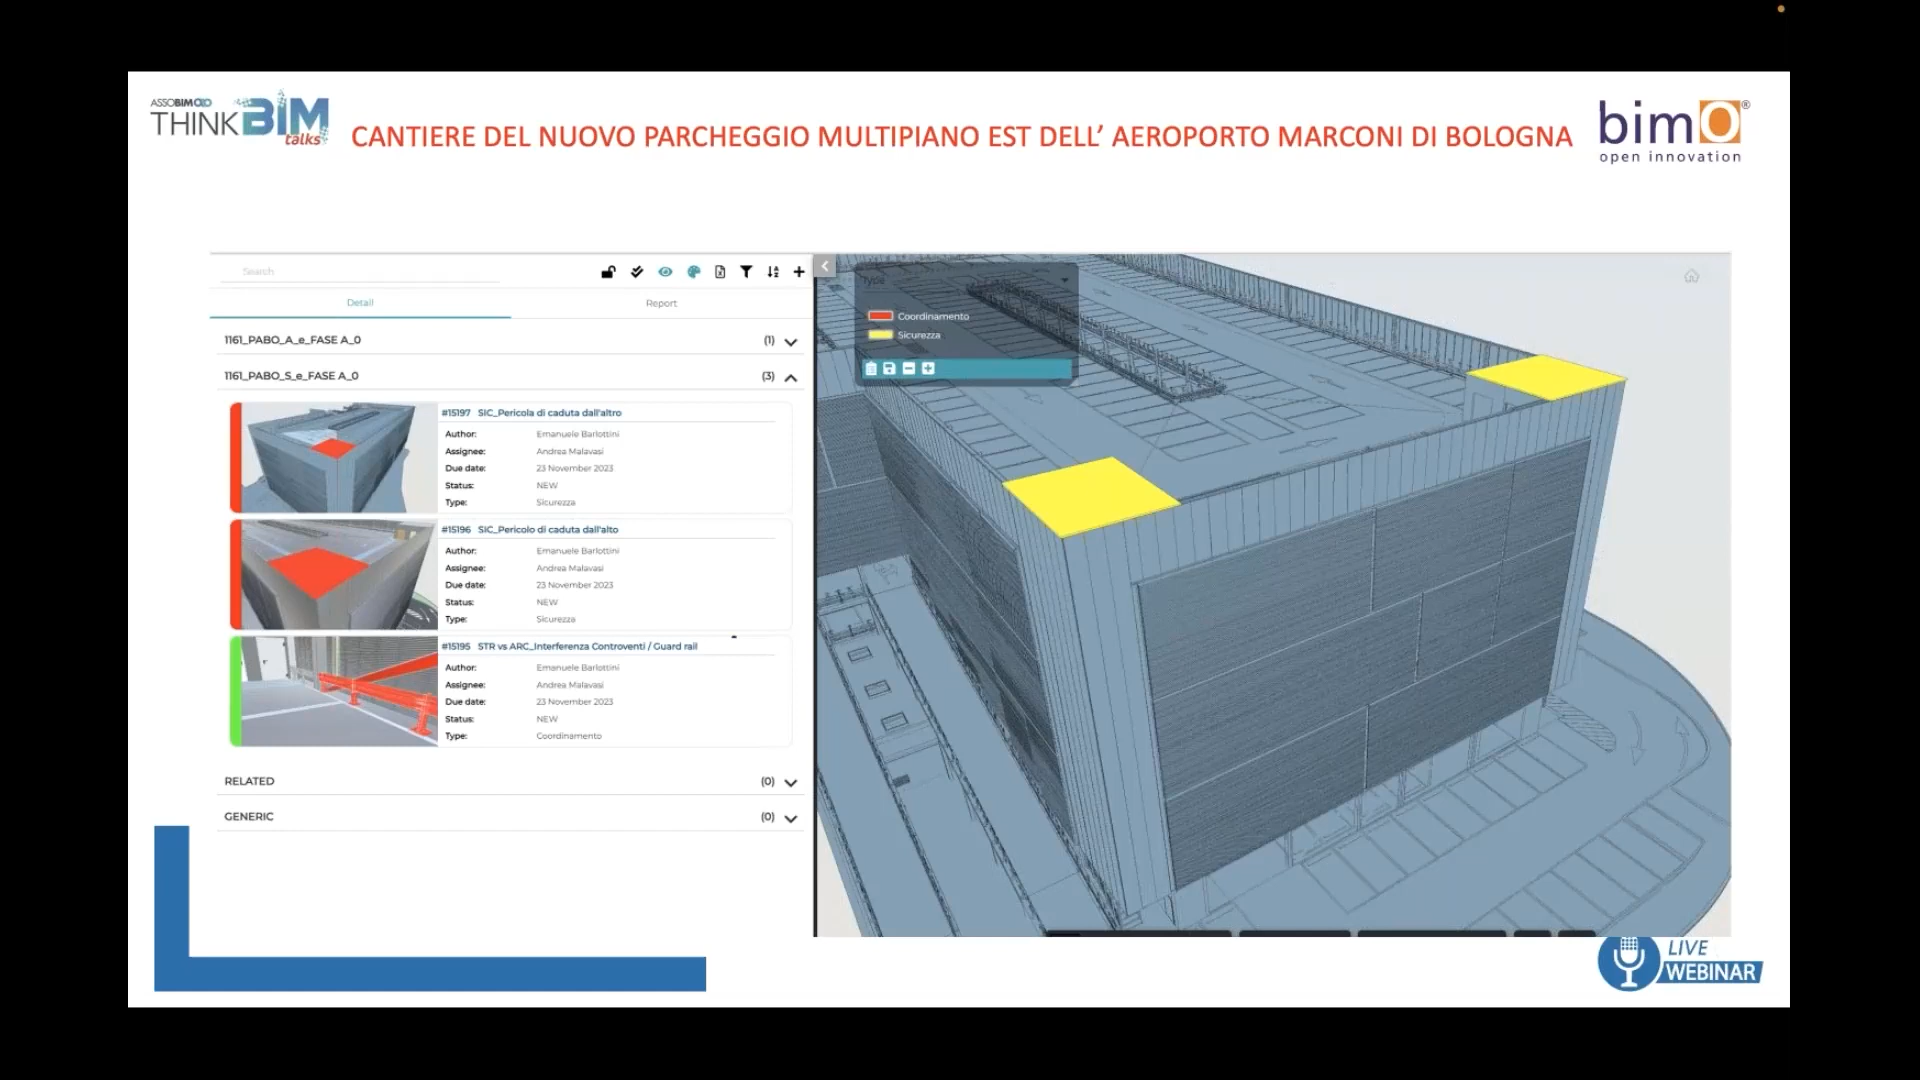 ASSOBIM
THINK BIM
talks
CANTIERE DEL NUOVO PARCHEGGIO MULTIPIANO EST DELL’ AEROPORTO MARCONI DI BOLOGNA
bimO®
open innovation
Search
Detail
Report
1161_PABO_A_e_FASE A_0 (1)
1161_PABO_S_e_FASE A_0 (3)
#15197 SIC_Pericola di caduta dall'altro
Author: Emanuele Barlottini
Assignee: Andrea Malavasi
Due date: 23 November 2023
Status: NEW
Type: Sicurezza
#15196 SIC_Pericolo di caduta dall'alto
Author: Emanuele Barlottini
Assignee: Andrea Malavasi
Due date: 23 November 2023
Status: NEW
Type: Sicurezza
#15195 STR vs ARC_Interferenza Controventi / Guard rail
Author: Emanuele Barlottini
Assignee: Andrea Malavasi
Due date: 23 November 2023
Status: NEW
Type: Coordinamento
RELATED (0)
GENERIC (0)
Type
Coordinamento
Sicurezza
LIVE
WEBINAR